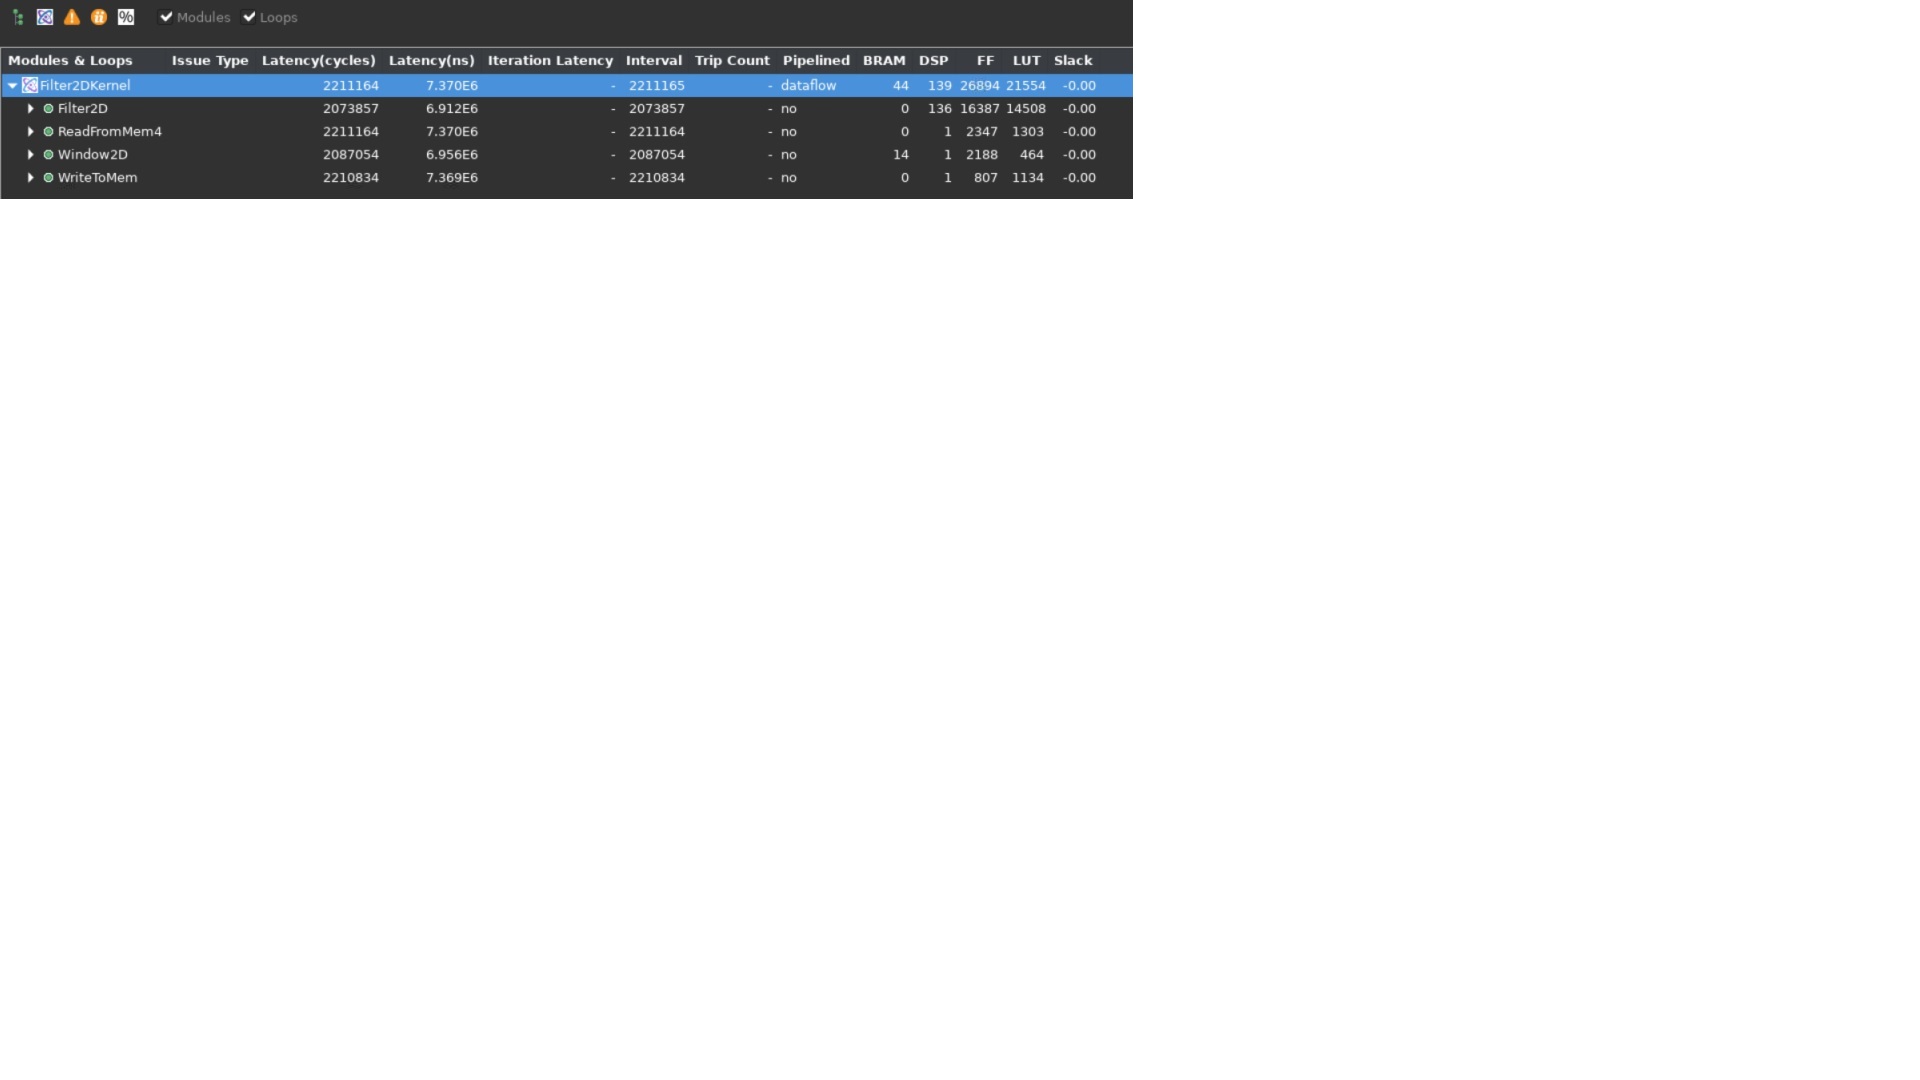 % Modules Loops
Modules & Loops Issue Type Latency(cycles) Latency(ns) Iteration Latency Interval Trip Count Pipelined BRAM DSP FF LUT Slack
Filter2DKernel 2211164 7.370E6 - 2211165 - dataflow 44 139 26894 21554 -0.00
Filter2D 2073857 6.912E6 - 2073857 - no 0 136 16387 14508 -0.00
ReadFromMem4 2211164 7.370E6 - 2211164 - no 0 1 2347 1303 -0.00
Window2D 2087054 6.956E6 - 2087054 - no 14 1 2188 464 -0.00
WriteToMem 2210834 7.369E6 - 2210834 - no 0 1 807 1134 -0.00